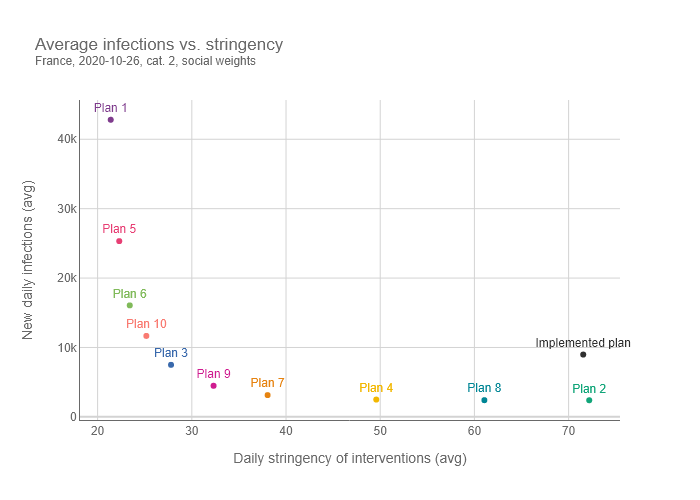 Average infections vs. stringency
France, 2020-10-26, cat. 2, social weights
Plan 1
40k
New daily infections (avg)
30k
Plan 5
20k
Plan 6
Plan 10
10k
Plan 3
Implemented plan
Plan 9
Plan 7
Plan 4
Plan 8
Plan 2
0
20
30
40
50
60
70
Daily stringency of interventions (avg)